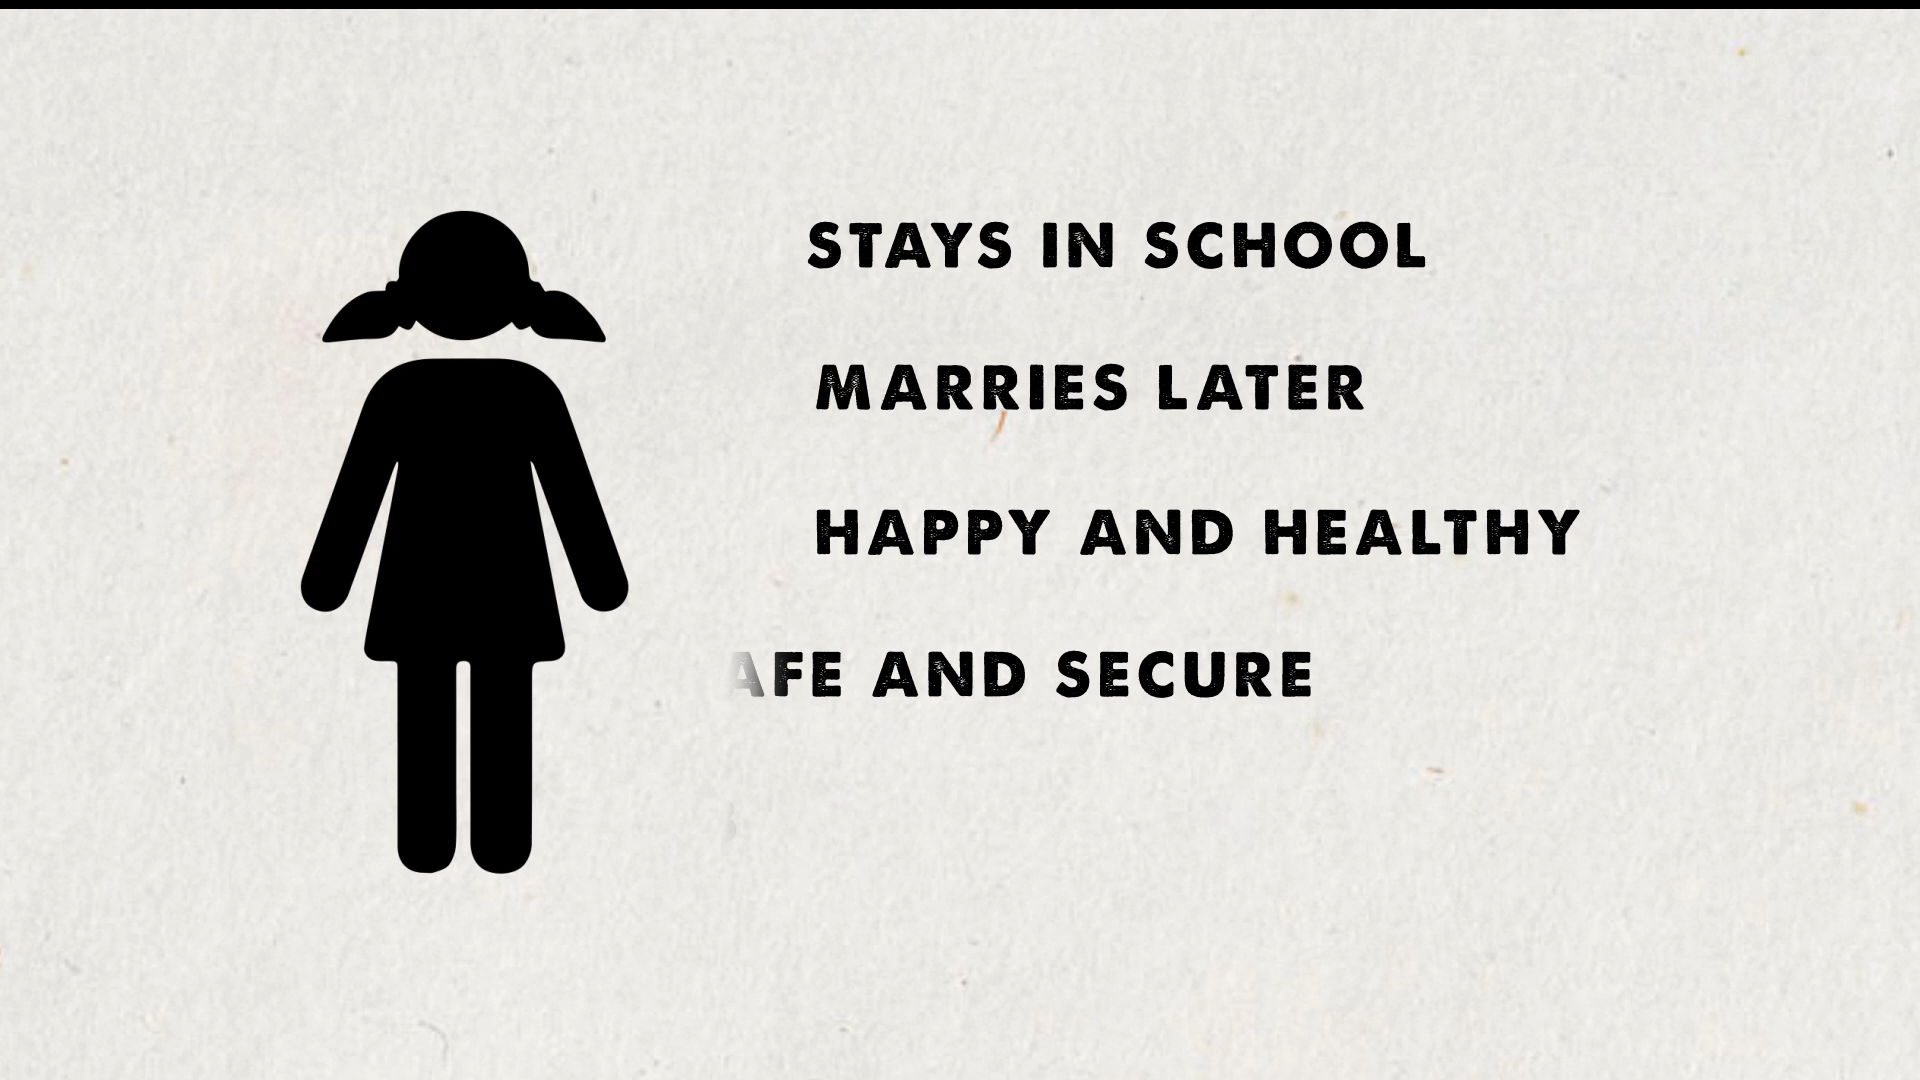 STAYS IN SCHOOL
MARRIES LATER
HAPPY AND HEALTHY
AFE AND SECURE